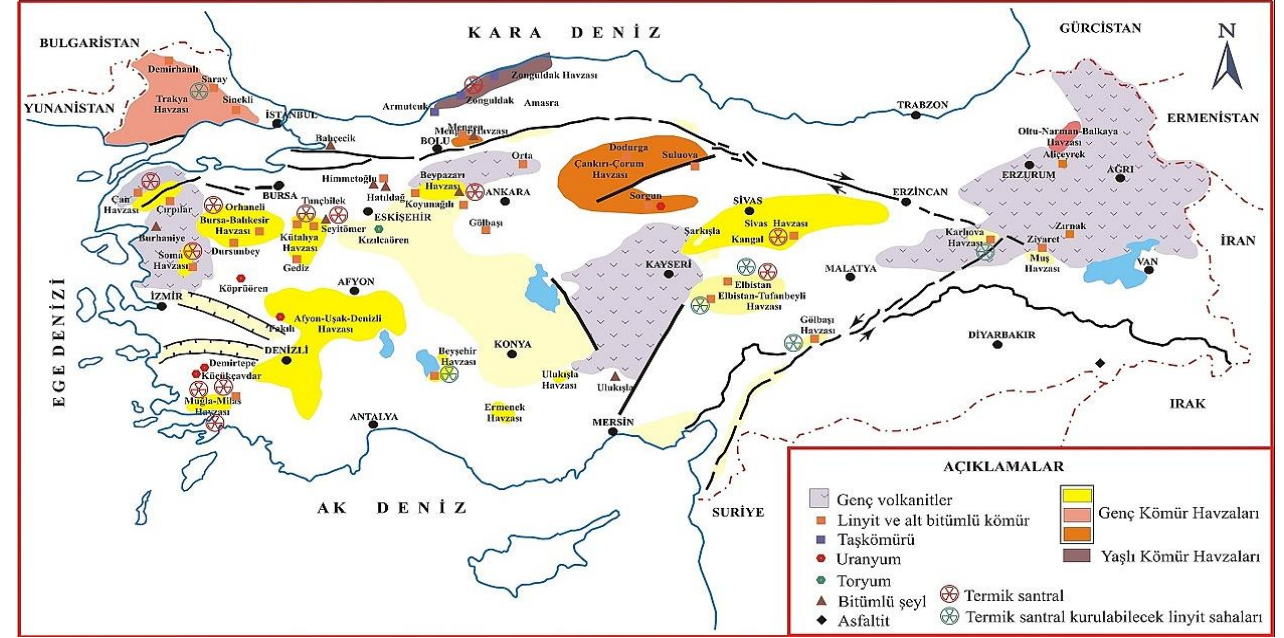 KARA DENİZ
GÜRCİSTAN
BULGARİSTAN
Demirhanlı
Saray
Trakya
Havzası
Sinekli
YUNANİSTAN
İSTANBUL
Zonguldak Havzası
Armutcuk
Zonguldak
Amasra
TRABZON
N
ERMENİSTAN
Bahçecik
BOLU
Mengen
Oltu-Narman-Balkaya
Havzası
Aliçeyrek
ERZURUM
AĞRI
Dodurga
Çankırı-Çorum
Havzası
Suluova
Sorgun
Orta
Himmetoğlu
Hatıldağ
Beypazarı
Havzası
Koyunağılı
ANKARA
Gölbaşı
BURSA
ERZİNCAN
Çan
Havzası
Çırpılar
Orhaneli
Bursa-Balıkesir
Havzası
Dursunbey
Burhaniye
Soma
Havzası
Tunçbilek
Seyitömer
Kütahya
Havzası
Gediz
ESKİŞEHİR
Kızılcaören
SİVAS
Sivas Havzası
Şarkışla
Kangal
Karlıova
Havzası
Zırnak
Ziyaret
Muş
Havzası
VAN
İRAN
Köprüören
İZMİR
AFYON
KAYSERİ
MALATYA
Elbistan
Elbistan-Tufanbeyli
Havzası
Gölbaşı
Havzası
DİYARBAKIR
EGE DENİZİ
Fakılı
Afyon-Uşak-Denizli
Havzası
DENİZLİ
Demirtepe
Küçükçavdar
Muğla-Milas
Havzası
Beyşehir
Havzası
KONYA
Ulukışla
Havzası
Ulukışla
Ermenek
Havzası
ANTALYA
MERSİN
IRAK
SURİYE
AK DENİZ
AÇIKLAMALAR
Genç volkanitler
Linyit ve alt bitümlü kömür
Taşkömürü
Uranyum
Toryum
Bitümlü şeyl
Asfaltit
Genç Kömür Havzaları
Yaşlı Kömür Havzaları
Termik santral
Termik santral kurulabilecek linyit sahaları